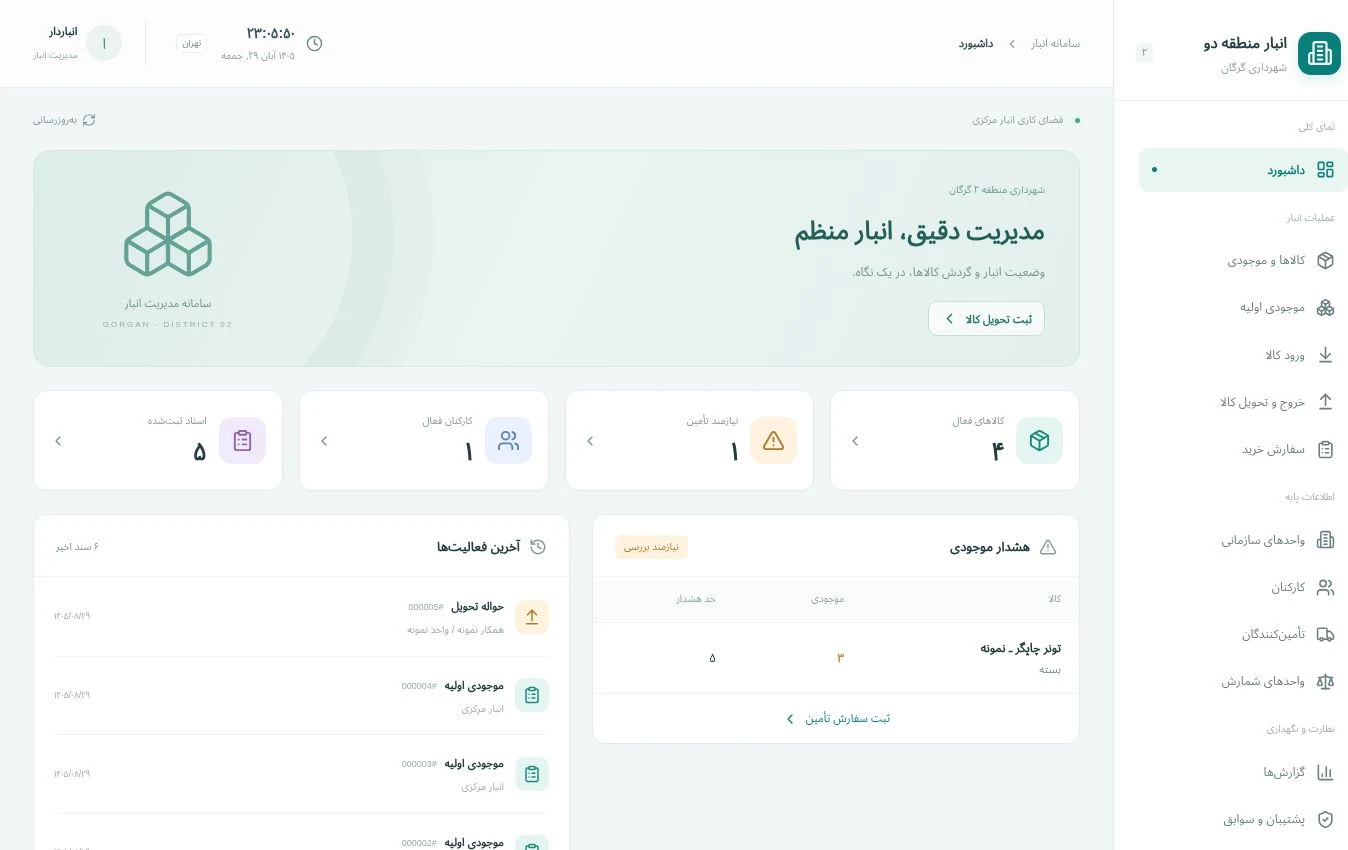 انبار منطقه دو
شهرداری گرگان
۲
نمای کلی
داشبورد
عملیات انبار
کالاها و موجودی
موجودی اولیه
ورود کالا
خروج و تحویل کالا
سفارش خرید
اطلاعات پایه
واحدهای سازمانی
کارکنان
تأمین‌کنندگان
واحدهای شمارش
نظارت و نگهداری
گزارش‌ها
پشتیبان و سوابق
سامانه انبار
داشبورد
۲۳:۰۵:۵۰
۱۴۰۵ آبان ۲۹, جمعه
تهران
ا
انباردار
مدیریت انبار
فضای کاری انبار مرکزی
به‌روزرسانی
شهرداری منطقه ۲ گرگان
مدیریت دقیق، انبار منظم
وضعیت انبار و گردش کالاها، در یک نگاه.
ثبت تحویل کالا
سامانه مدیریت انبار
GORGAN · DISTRICT 02
کالاهای فعال
۴
نیازمند تأمین
۱
کارکنان فعال
۱
اسناد ثبت‌شده
۵
هشدار موجودی
نیازمند بررسی
کالا موجودی حد هشدار
تونر چاپگر ـ نمونه
بسته
۳
۵
ثبت سفارش تأمین
آخرین فعالیت‌ها
۶ سند اخیر
حواله تحویل #000005
همکار نمونه / واحد نمونه
۱۴۰۵/۰۸/۲۹
موجودی اولیه #000004
انبار مرکزی
۱۴۰۵/۰۸/۲۹
موجودی اولیه #000003
انبار مرکزی
۱۴۰۵/۰۸/۲۹
موجودی اولیه #000002